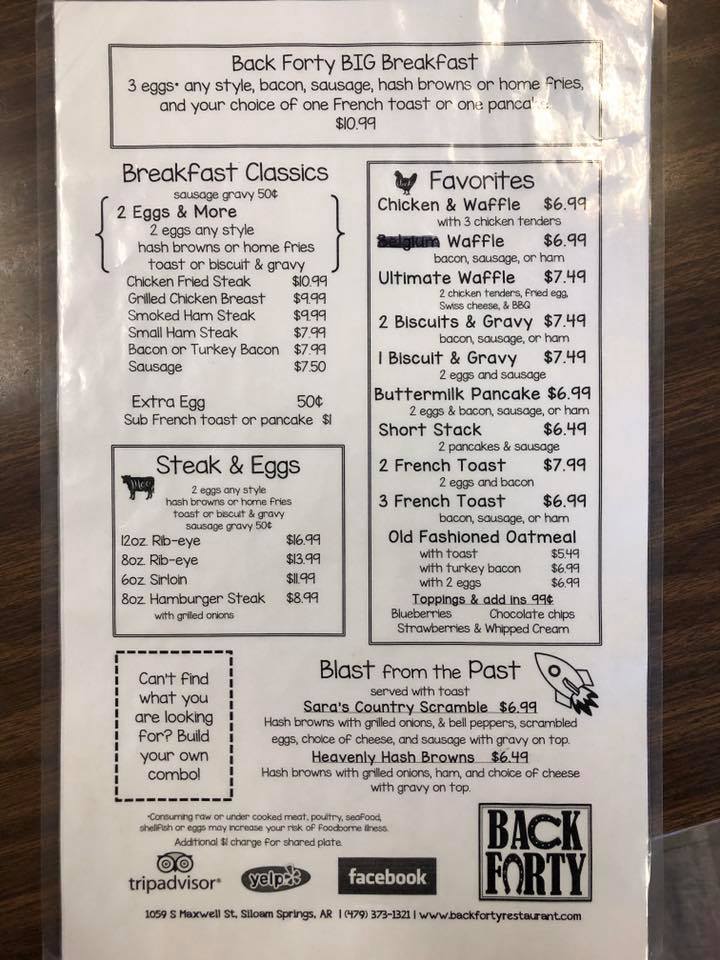 Back Forty BIG Breakfast
3 eggs* any style, bacon, sausage, hash browns or home fries,
and your choice of one French toast or one pancake.
$10.99
Breakfast Classics
sausage gravy 50¢
2 Eggs & More
2 eggs any style
hash browns or home fries
toast or biscuit & gravy
Chicken Fried Steak $10.99
Grilled Chicken Breast $9.99
Smoked Ham Steak $9.99
Small Ham Steak $7.99
Bacon or Turkey Bacon $7.99
Sausage $7.50
Extra Egg 50¢
Sub French toast or pancake $1
Steak & Eggs
MOO
2 eggs any style
hash browns or home fries
toast or biscuit & gravy
sausage gravy 50¢
12oz. Rib-eye $16.99
8oz. Rib-eye $13.99
6oz. Sirloin $11.99
8oz. Hamburger Steak $8.99
with grilled onions
Favorites
Chicken & Waffle $6.99
with 3 chicken tenders
Belgium Waffle $6.99
bacon, sausage, or ham
Ultimate Waffle $7.49
2 chicken tenders, fried egg,
Swiss cheese, & BBQ
2 Biscuits & Gravy $7.49
bacon, sausage, or ham
1 Biscuit & Gravy $7.49
2 eggs and sausage
Buttermilk Pancake $6.99
2 eggs & bacon, sausage, or ham
Short Stack $6.49
2 pancakes & sausage
2 French Toast $7.99
2 eggs and bacon
3 French Toast $6.99
bacon, sausage, or ham
Old Fashioned Oatmeal
with toast $5.49
with turkey bacon $6.99
with 2 eggs $6.99
Toppings & add ins 99¢
Blueberries Chocolate chips
Strawberries & Whipped Cream
Can't find
what you
are looking
for? Build
your own
combo!
Blast from the Past
served with toast
Sara's Country Scramble $6.99
Hash browns with grilled onions, & bell peppers, scrambled
eggs, choice of cheese, and sausage with gravy on top.
Heavenly Hash Browns $6.49
Hash browns with grilled onions, ham, and choice of cheese
with gravy on top.
*Consuming raw or under cooked meat, poultry, seafood,
shellfish or eggs may increase your risk of foodborne illness.
Additional $1 charge for shared plate.
tripadvisor®
yelp
facebook
BACK
FORTY
1059 S Maxwell St, Siloam Springs, AR | (479) 373-1321 | www.backfortyrestaurant.com